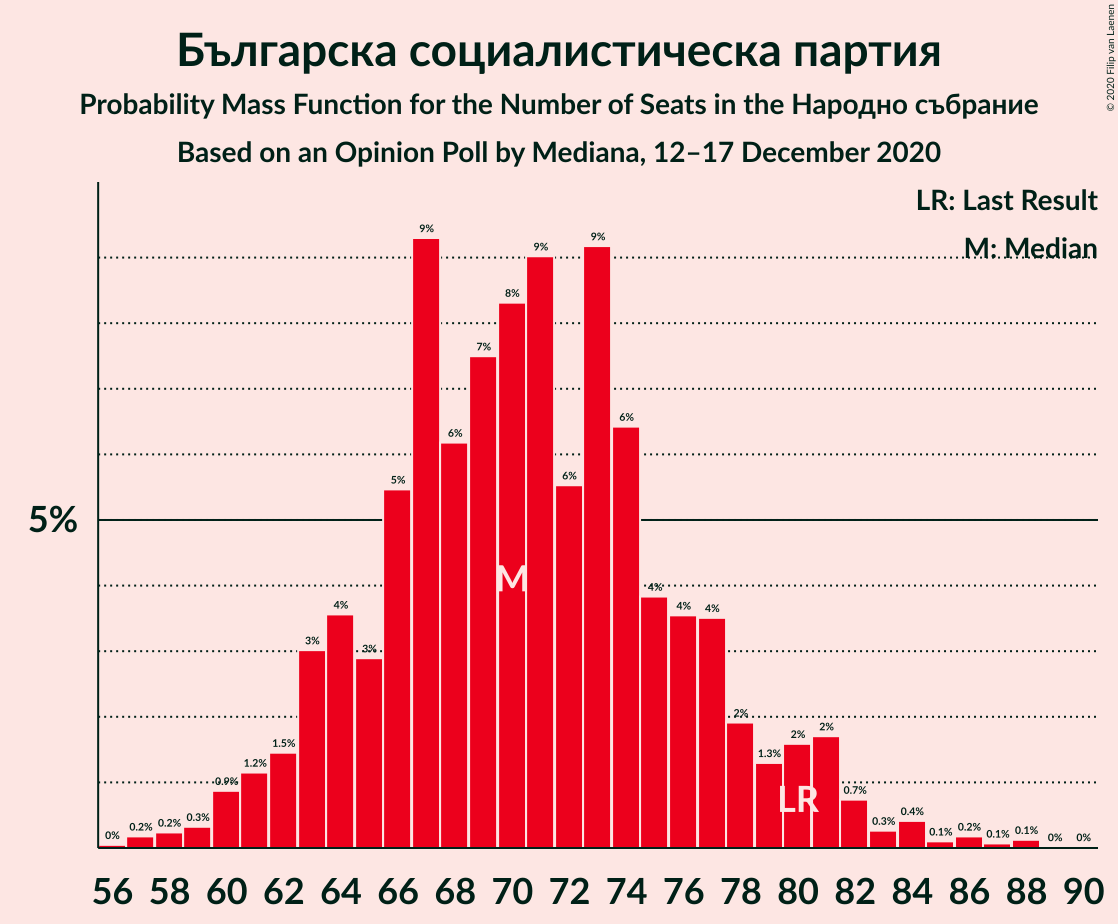 Българска социалистическа партия
Probability Mass Function for the Number of Seats in the Народно събрание
Based on an Opinion Poll by Mediana, 12–17 December 2020
© 2020 Filip van Laenen
LR: Last Result
M: Median
5%
0% 0.2% 0.2% 0.3% 0.9% 1.2% 1.5% 3% 4% 3% 5% 9% 6% 7% 8% 9% 6% 9% 6% 4% 4% 4% 2% 1.3% 2% 2% 0.7% 0.3% 0.4% 0.1% 0.2% 0.1% 0.1% 0% 0%
M
LR
56 58 60 62 64 66 68 70 72 74 76 78 80 82 84 86 88 90